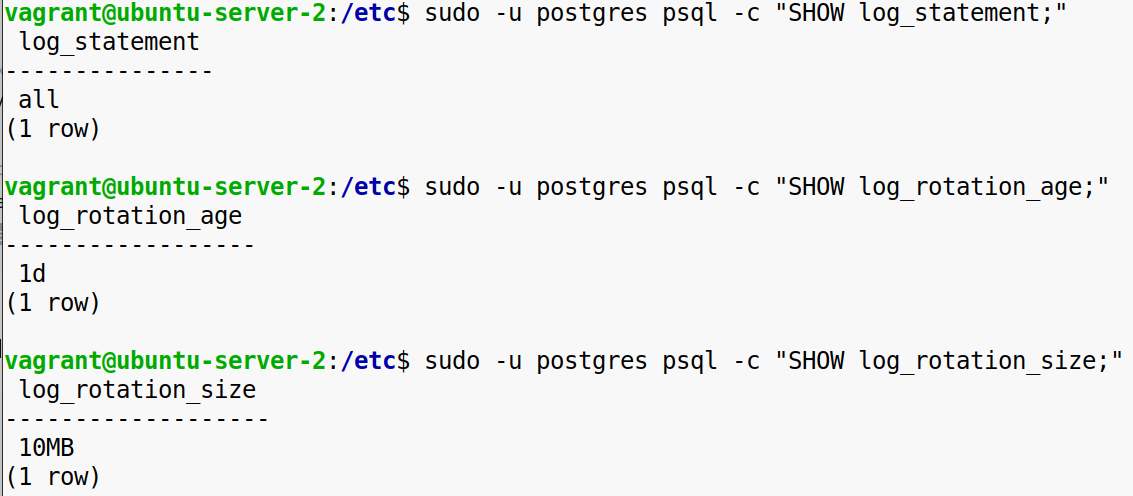 vagrant@ubuntu-server-2:/etc$ sudo -u postgres psql -c "SHOW log_statement;"
 log_statement
---------------
 all
(1 row)

vagrant@ubuntu-server-2:/etc$ sudo -u postgres psql -c "SHOW log_rotation_age;"
 log_rotation_age
------------------
 1d
(1 row)

vagrant@ubuntu-server-2:/etc$ sudo -u postgres psql -c "SHOW log_rotation_size;"
 log_rotation_size
-------------------
 10MB
(1 row)